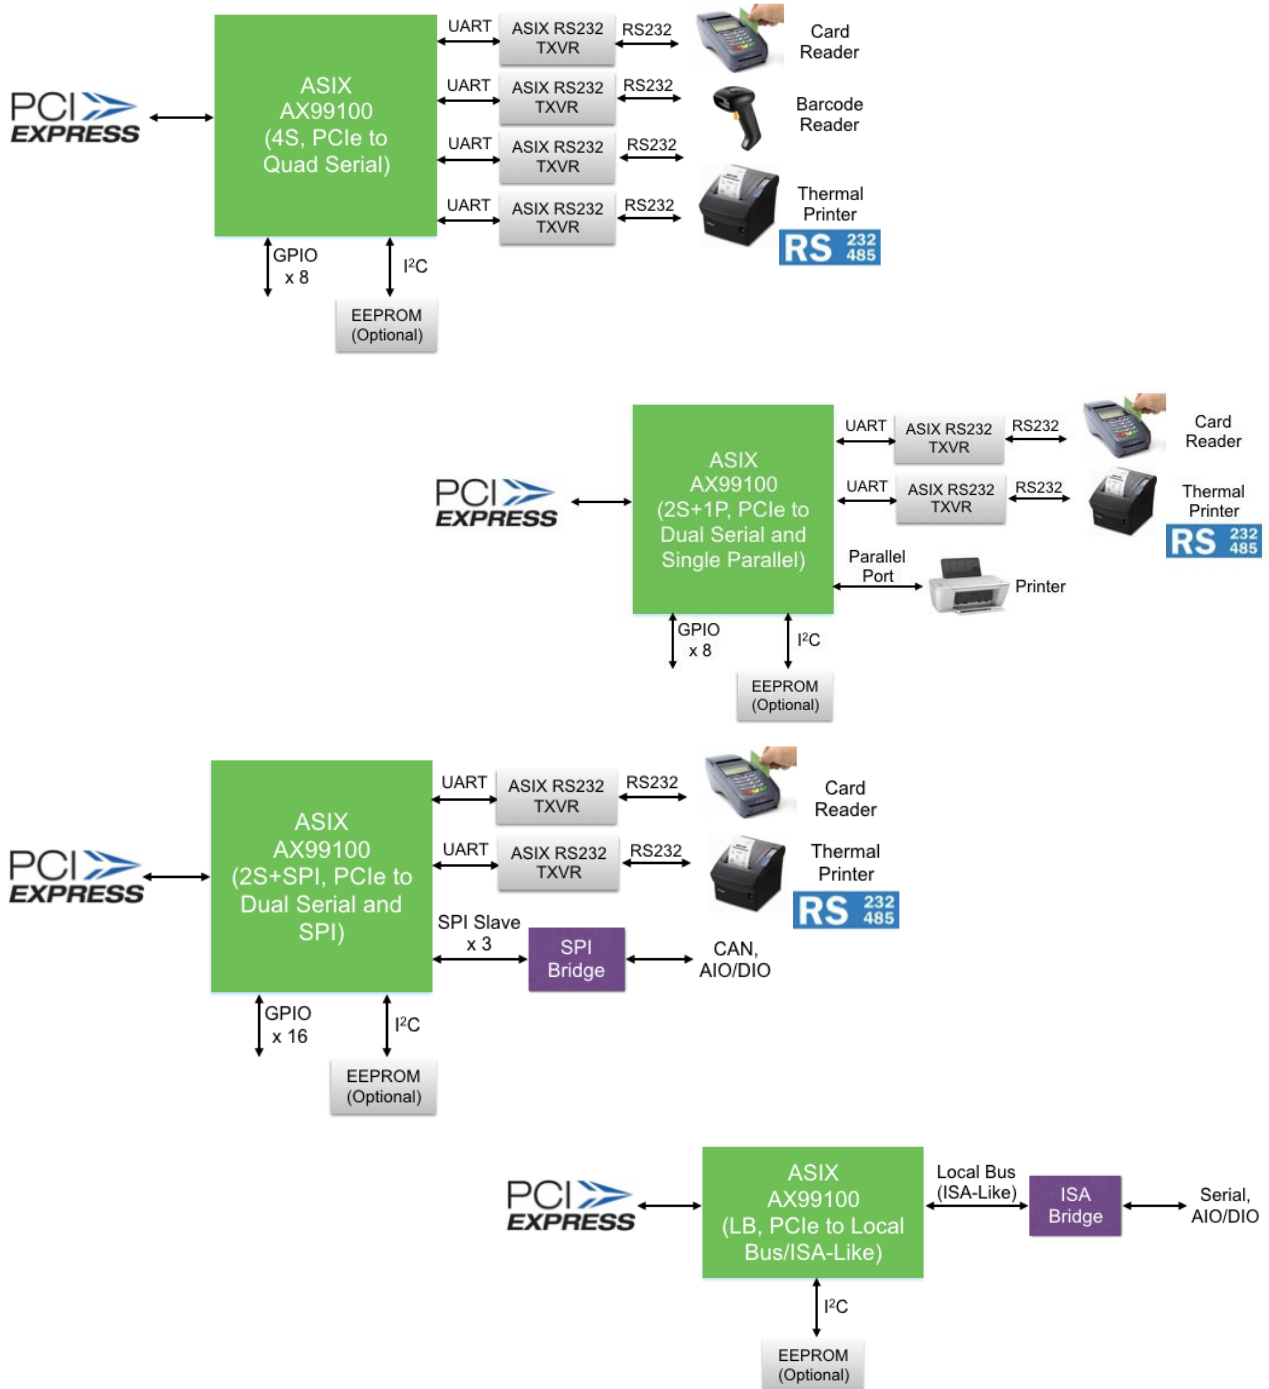 PCI
EXPRESS
ASIX
AX99100
(4S, PCIe to
Quad Serial)
UART
ASIX RS232
TXVR
RS232
Card
Reader
UART
ASIX RS232
TXVR
RS232
Barcode
Reader
UART
ASIX RS232
TXVR
RS232
UART
ASIX RS232
TXVR
RS232
Thermal
Printer
RS 232
485
GPIO
x 8
I²C
EEPROM
(Optional)
PCI
EXPRESS
ASIX
AX99100
(2S+1P, PCIe to
Dual Serial and
Single Parallel)
UART
ASIX RS232
TXVR
RS232
Card
Reader
UART
ASIX RS232
TXVR
RS232
Thermal
Printer
RS 232
485
Parallel
Port
Printer
GPIO
x 8
I²C
EEPROM
(Optional)
PCI
EXPRESS
ASIX
AX99100
(2S+SPI, PCIe to
Dual Serial and
SPI)
UART
ASIX RS232
TXVR
RS232
Card
Reader
UART
ASIX RS232
TXVR
RS232
Thermal
Printer
RS 232
485
SPI Slave
x 3
SPI
Bridge
CAN,
AIO/DIO
GPIO
x 16
I²C
EEPROM
(Optional)
PCI
EXPRESS
ASIX
AX99100
(LB, PCIe to Local
Bus/ISA-Like)
Local Bus
(ISA-Like)
ISA
Bridge
Serial,
AIO/DIO
I²C
EEPROM
(Optional)